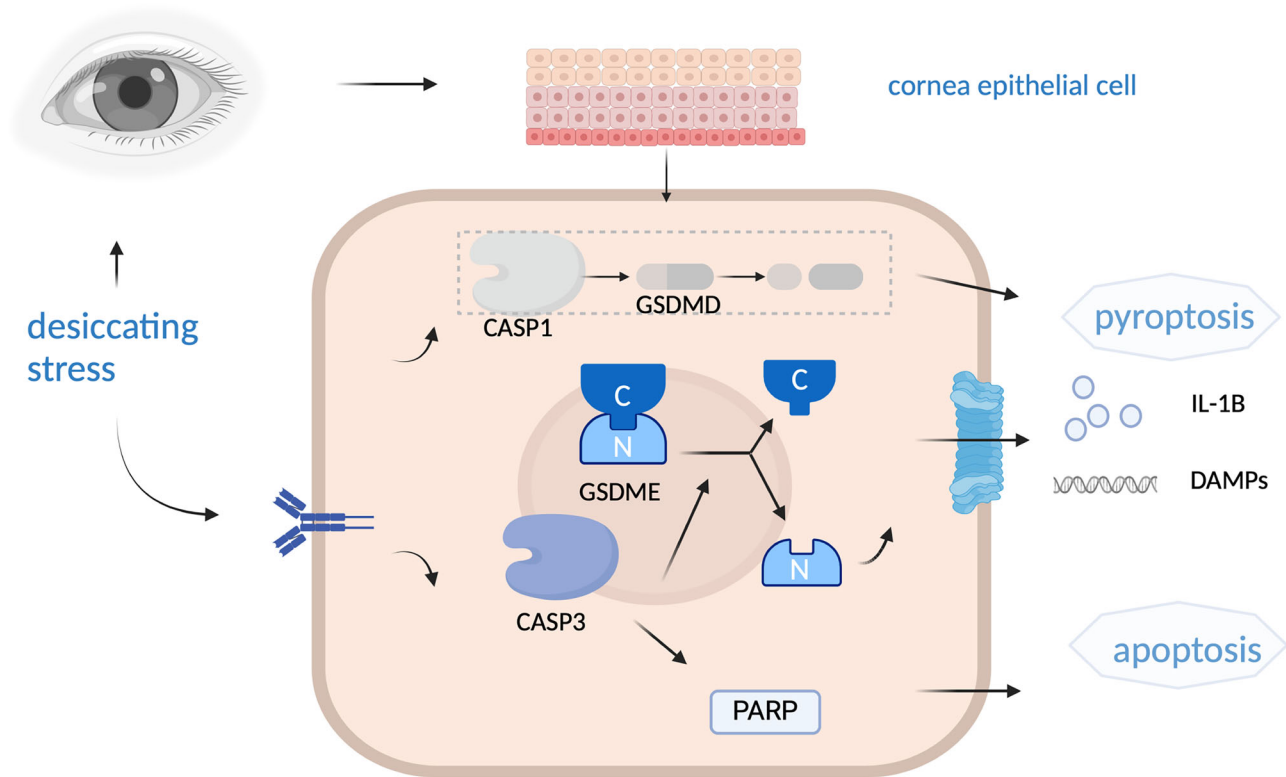 cornea epithelial cell
desiccating
stress
CASP1
GSDMD
pyroptosis
C
N
GSDME
C
N
IL-1B
DAMPs
CASP3
PARP
apoptosis